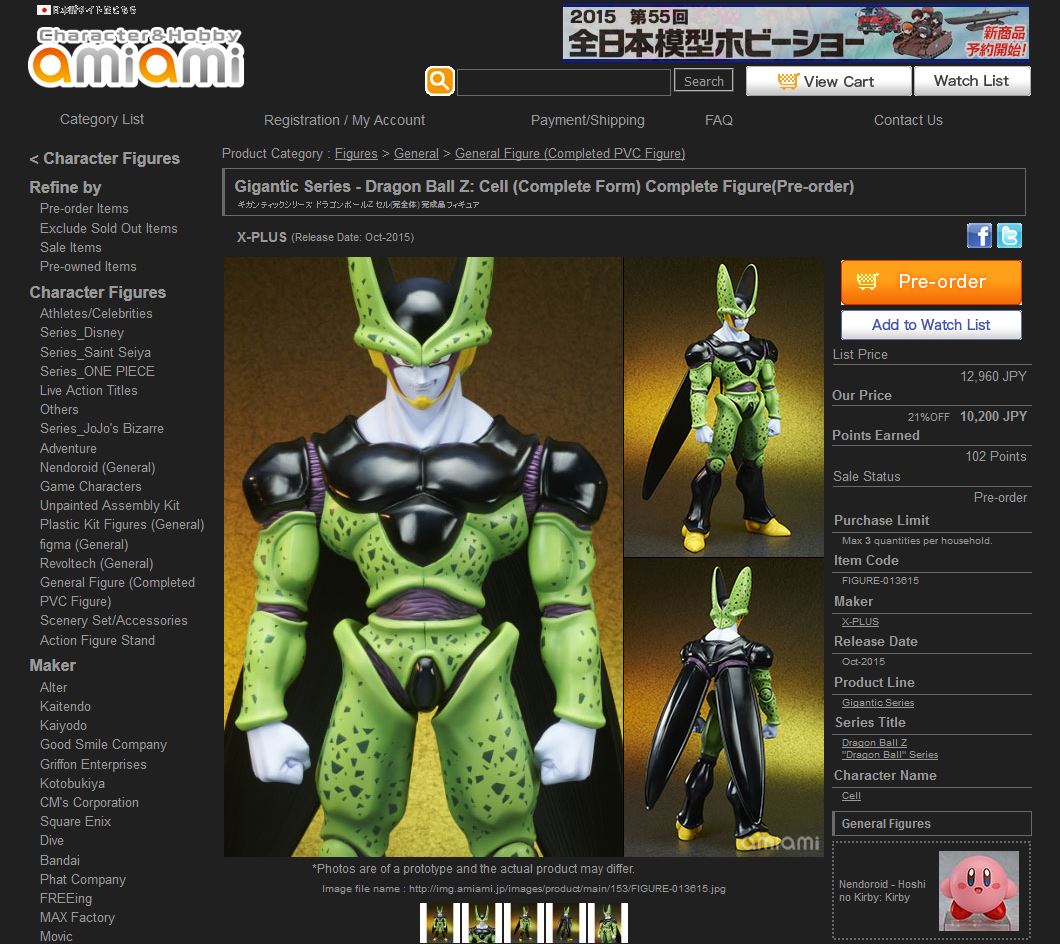 Character&Hobby
amiami
2015 第55回
全日本模型ホビーショー
新商品
予約開始!
Search
View Cart
Watch List
Category List
Registration / My Account
Payment/Shipping
FAQ
Contact Us
< Character Figures
Refine by
Pre-order Items
Exclude Sold Out Items
Sale Items
Pre-owned Items
Character Figures
Athletes/Celebrities
Series_Disney
Series_Saint Seiya
Series_ONE PIECE
Live Action Titles
Others
Series_JoJo's Bizarre
Adventure
Nendoroid (General)
Game Characters
Unpainted Assembly Kit
Plastic Kit Figures (General)
figma (General)
Revoltech (General)
General Figure (Completed
PVC Figure)
Scenery Set/Accessories
Action Figure Stand
Maker
Alter
Kaitendo
Kaiyodo
Good Smile Company
Griffon Enterprises
Kotobukiya
CM's Corporation
Square Enix
Dive
Bandai
Phat Company
FREEing
MAX Factory
Movic
Product Category : Figures > General > General Figure (Completed PVC Figure)
Gigantic Series - Dragon Ball Z: Cell (Complete Form) Complete Figure(Pre-order)
ギガンティックシリーズ ドラゴンボールZ セル(完全体) 完成品フィギュア
X-PLUS (Release Date: Oct-2015)
amiami
*Photos are of a prototype and the actual product may differ.
Image file name : http://img.amiami.jp/images/product/main/153/FIGURE-013615.jpg
Pre-order
Add to Watch List
List Price
12,960 JPY
Our Price
21%OFF 10,200 JPY
Points Earned
102 Points
Sale Status
Pre-order
Purchase Limit
Max 3 quantities per household.
Item Code
FIGURE-013615
Maker
X-PLUS
Release Date
Oct-2015
Product Line
Gigantic Series
Series Title
Dragon Ball Z
"Dragon Ball" Series
Character Name
Cell
General Figures
Nendoroid - Hoshi
no Kirby: Kirby